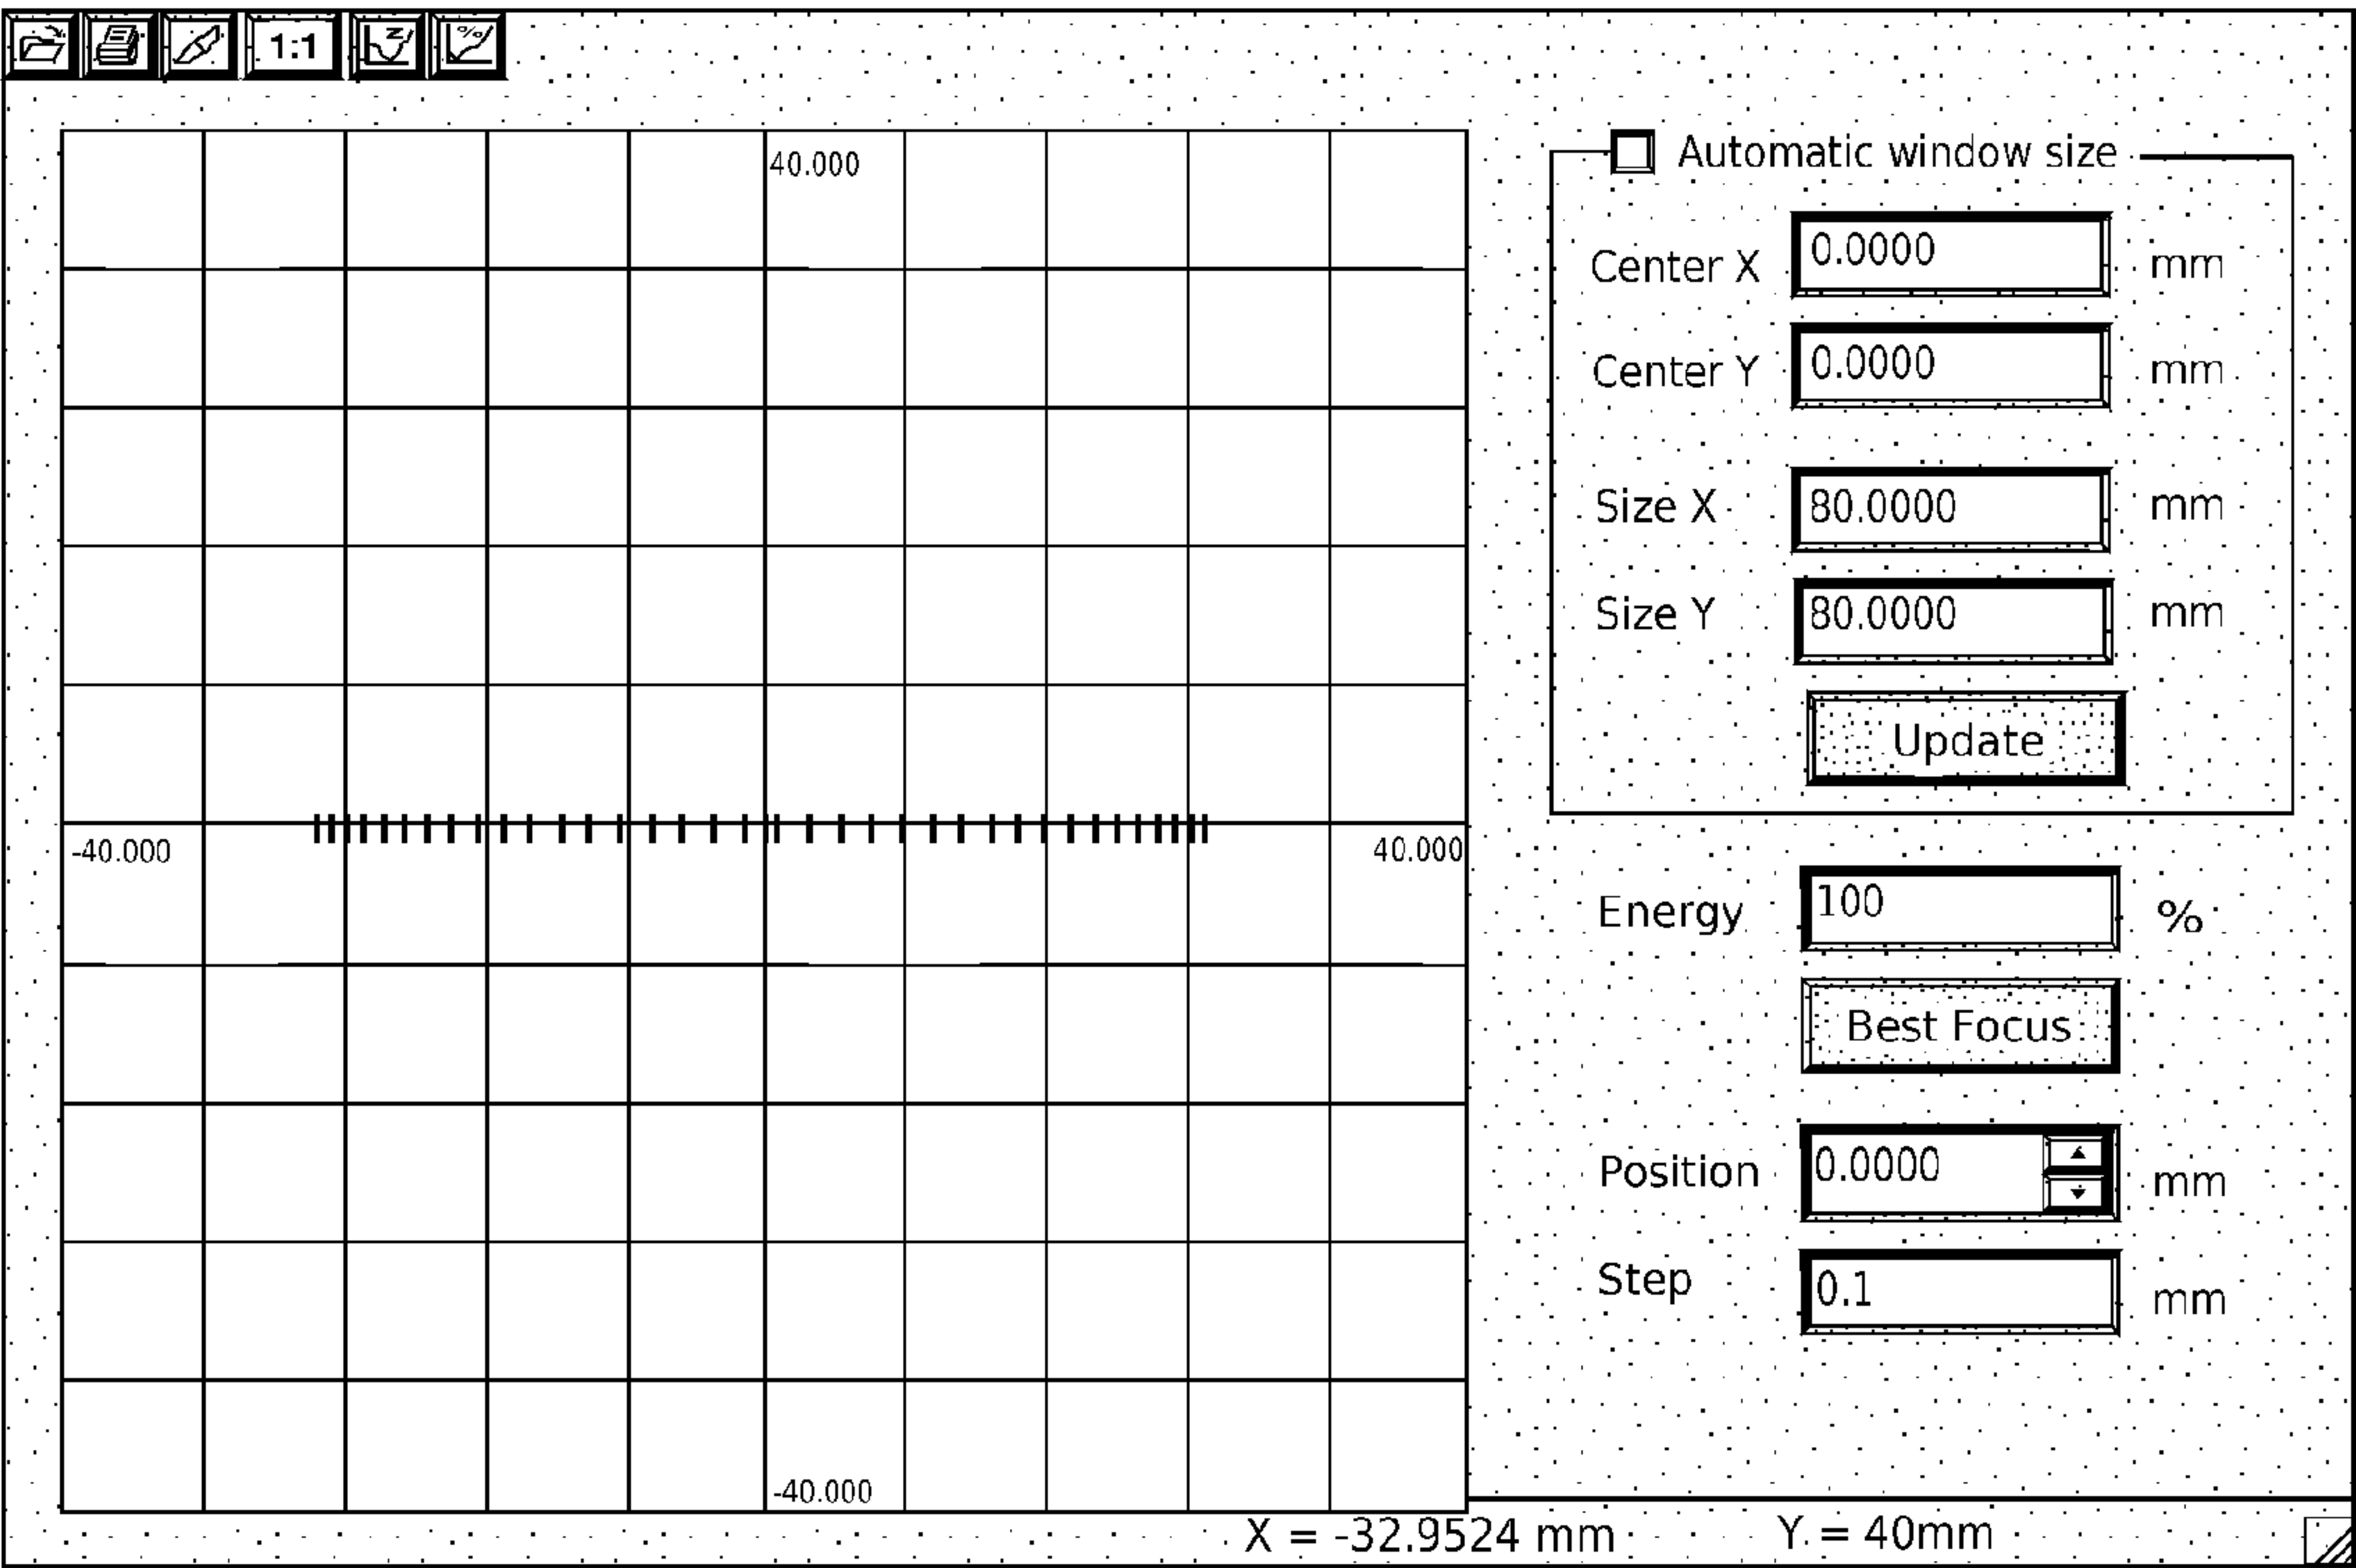 1:1 Z %
Automatic window size
40.000
Center X 0.0000 mm
Center Y 0.0000 mm
Size X 80.0000 mm
Size Y 80.0000 mm
Update
-40.000 40.000
Energy 100 %
Best Focus
Position 0.0000 mm
Step 0.1 mm
-40.000
X = -32.9524 mm Y = 40mm